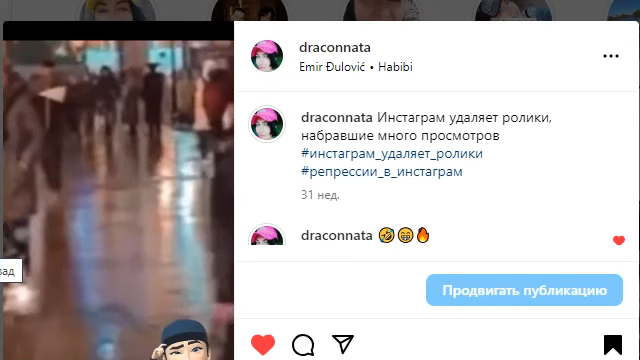 draconnata
Emir Đulović • Habibi
draconnata Инстаграм удаляет ролики,
набравшие много просмотров
#инстаграм_удаляет_ролики
#репрессии_в_инстаграм
31 нед.
draconnata 🤣😁🔥
Продвигать публикацию